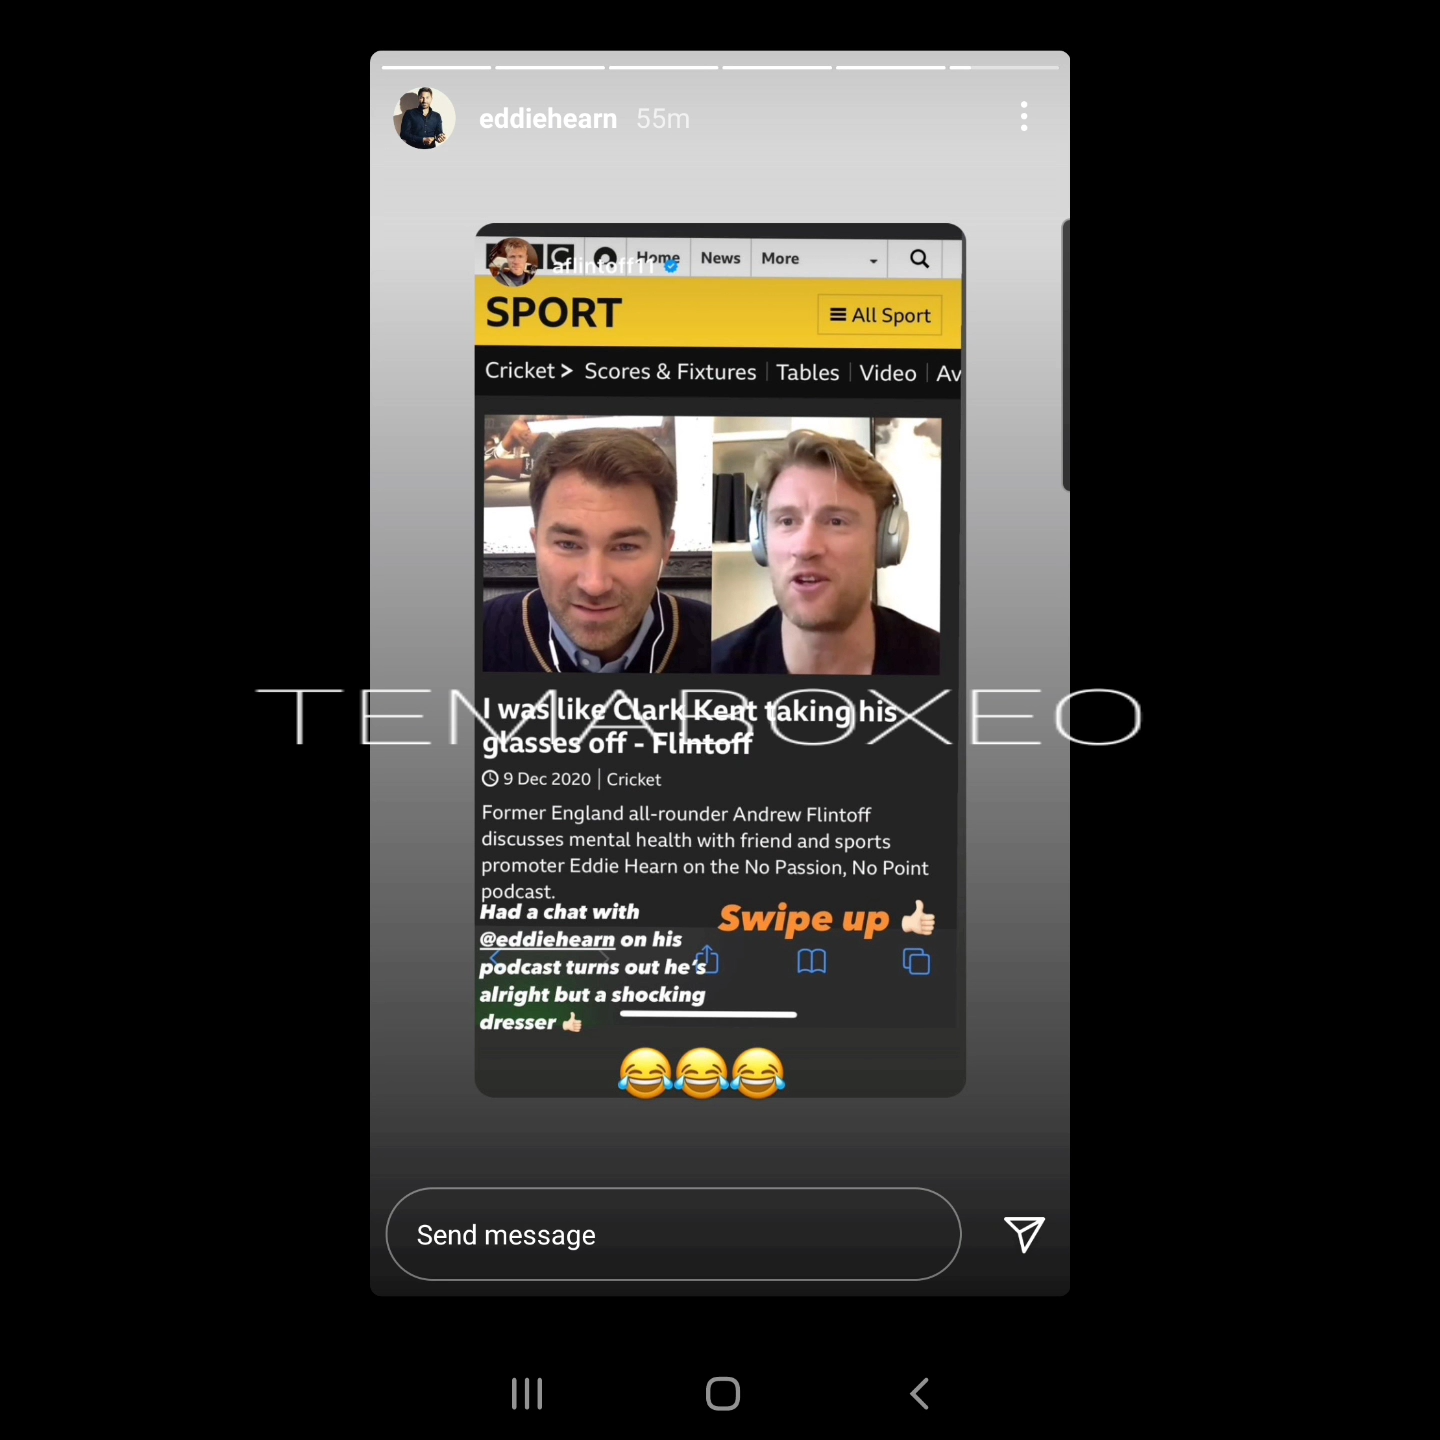 eddiehearn 55m
C Home News More
aflintoff11
SPORT
All Sport
Cricket > Scores & Fixtures Tables Video Av
I was like Clark Kent taking his
glasses off - Flintoff
TEMABOXEO
9 Dec 2020 Cricket
Former England all-rounder Andrew Flintoff
discusses mental health with friend and sports
promoter Eddie Hearn on the No Passion, No Point
podcast.
Swipe up 👍🏻
Had a chat with
@eddiehearn on his
podcast turns out he's
alright but a shocking
dresser 👍🏻
😂😂😂
Send message